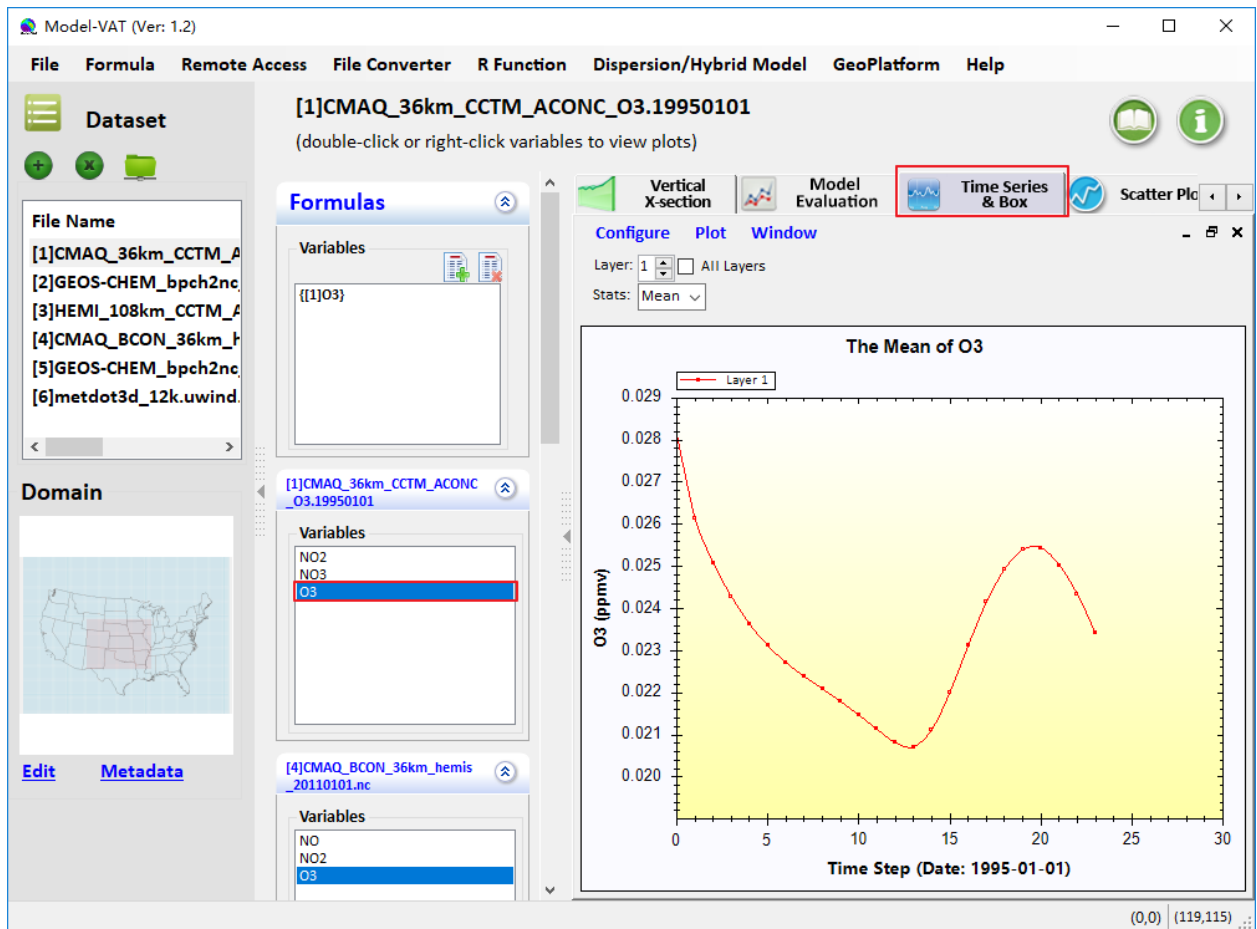 Model-VAT (Ver: 1.2)
File Formula Remote Access File Converter R Function Dispersion/Hybrid Model GeoPlatform Help
Dataset
[1]CMAQ_36km_CCTM_ACONC_O3.19950101
(double-click or right-click variables to view plots)
File Name
[1]CMAQ_36km_CCTM_A
[2]GEOS-CHEM_bpch2nc
[3]HEMI_108km_CCTM_A
[4]CMAQ_BCON_36km_h
[5]GEOS-CHEM_bpch2nc
[6]metdot3d_12k.uwind.
Domain
Edit Metadata
Formulas
Variables
{[1]O3}
[1]CMAQ_36km_CCTM_ACONC
_O3.19950101
Variables
NO2
NO3
O3
[4]CMAQ_BCON_36km_hemis
_20110101.nc
Variables
NO
NO2
O3
Vertical
X-section
Model
Evaluation
Time Series
& Box
Scatter Plo
Configure Plot Window
Layer: 1 All Layers
Stats: Mean
The Mean of O3
Layer 1
0.029
0.028
0.027
0.026
0.025
0.024
0.023
0.022
0.021
0.020
O3 (ppmv)
0 5 10 15 20 25 30
Time Step (Date: 1995-01-01)
(0,0) (119,115)